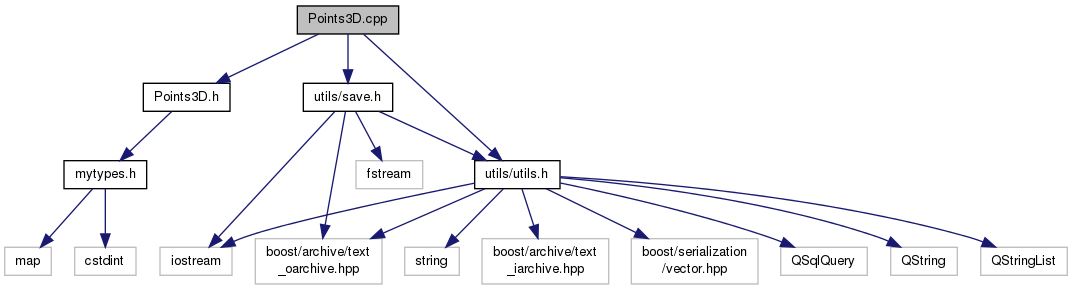 Points3D.cpp
Points3D.h
utils/save.h
mytypes.h
fstream
utils/utils.h
map
cstdint
iostream
boost/archive/text
_oarchive.hpp
string
boost/archive/text
_iarchive.hpp
boost/serialization
/vector.hpp
QSqlQuery
QString
QStringList